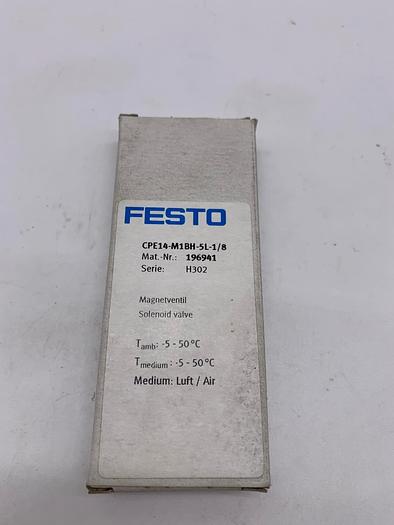 FESTO
CPE14-M1BH-5L-1/8
Mat.-Nr.: 196941
Serie: H302
Magnetventil
Solenoid valve
Tamb: -5 - 50 °C
Tmedium : -5 - 50 °C
Medium: Luft / Air